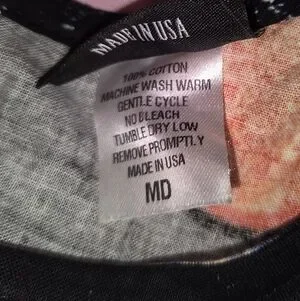 MADE IN USA
100% COTTON
MACHINE WASH WARM
GENTLE CYCLE
NO BLEACH
TUMBLE DRY LOW
REMOVE PROMPTLY
MADE IN USA
MD